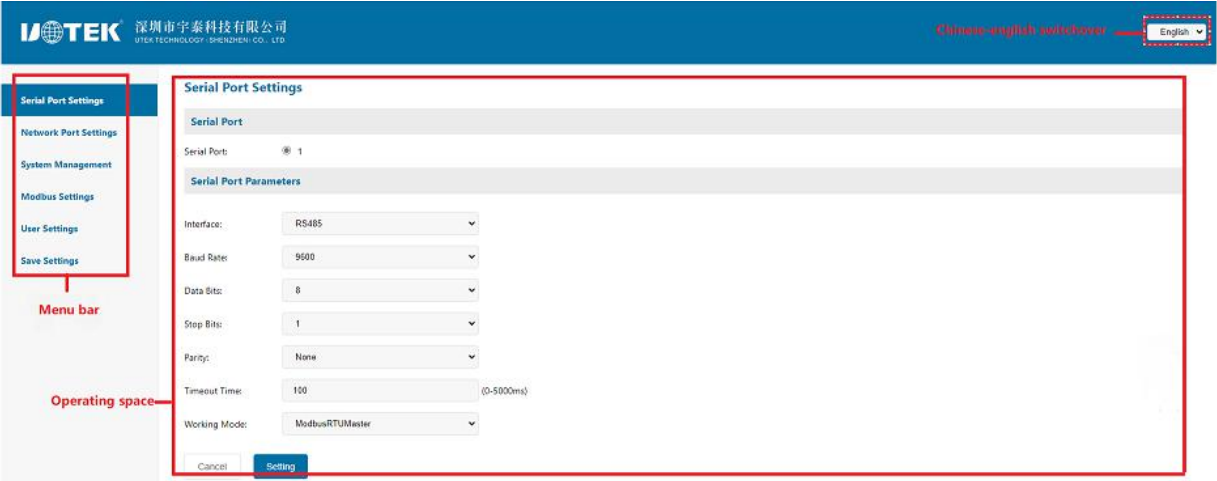 UOTEK 深圳市宇泰科技有限公司
UTEK TECHNOLOGY (SHENZHEN) CO., LTD.
Chinese-english switchover
English
Serial Port Settings
Network Port Settings
System Management
Modbus Settings
User Settings
Save Settings
Menu bar
Operating space
Serial Port Settings
Serial Port
Serial Port: 1
Serial Port Parameters
Interface: RS485
Baud Rate: 9600
Data Bits: 8
Stop Bits: 1
Parity: None
Timeout Time: 100 (0-5000ms)
Working Mode: ModbusRTUMaster
Cancel Setting